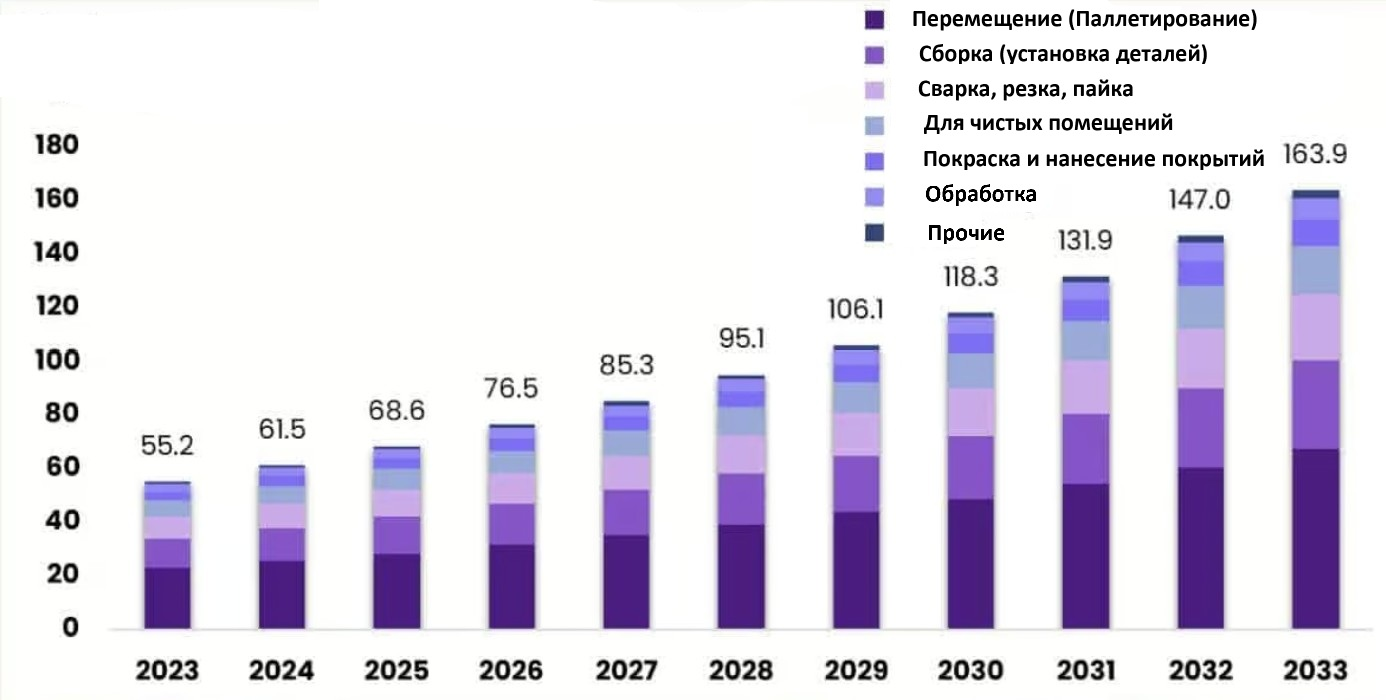 Перемещение (Паллетирование)
Сборка (установка деталей)
Сварка, резка, пайка
Для чистых помещений
Покраска и нанесение покрытий
Обработка
Прочие
180
160
140
120
100
80
60
40
20
0
55.2
61.5
68.6
76.5
85.3
95.1
106.1
118.3
131.9
147.0
163.9
2023 2024 2025 2026 2027 2028 2029 2030 2031 2032 2033